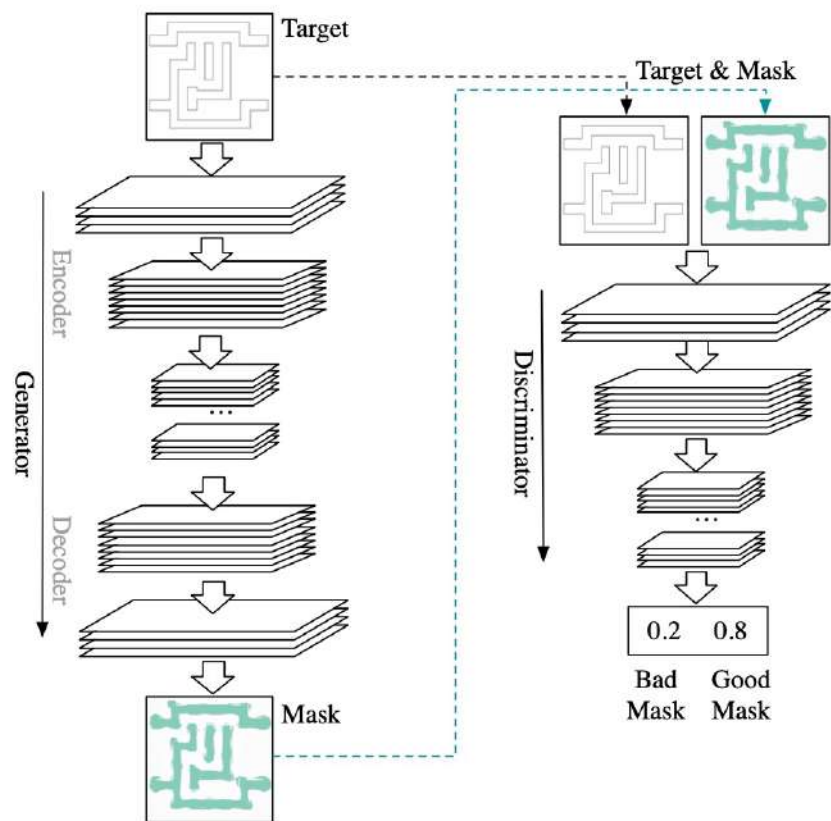 Target
Encoder
Generator
...
Decoder
Mask
Target & Mask
Discriminator
...
0.2 0.8
Bad Good
Mask Mask